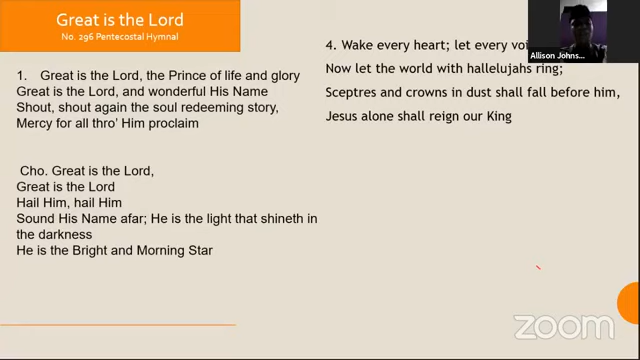 Great is the Lord
No. 296 Pentecostal Hymnal
1. Great is the Lord, the Prince of life and glory
Great is the Lord, and wonderful His Name
Shout, shout again the soul redeeming story,
Mercy for all thro' Him proclaim
Cho. Great is the Lord,
Great is the Lord
Hail Him, hail Him
Sound His Name afar; He is the light that shineth in
the darkness
He is the Bright and Morning Star
4. Wake every heart; let every
Now let the world with hallelujahs ring;
Sceptres and crowns in dust shall fall before him,
Jesus alone shall reign our King
Allison Johns...
zoom